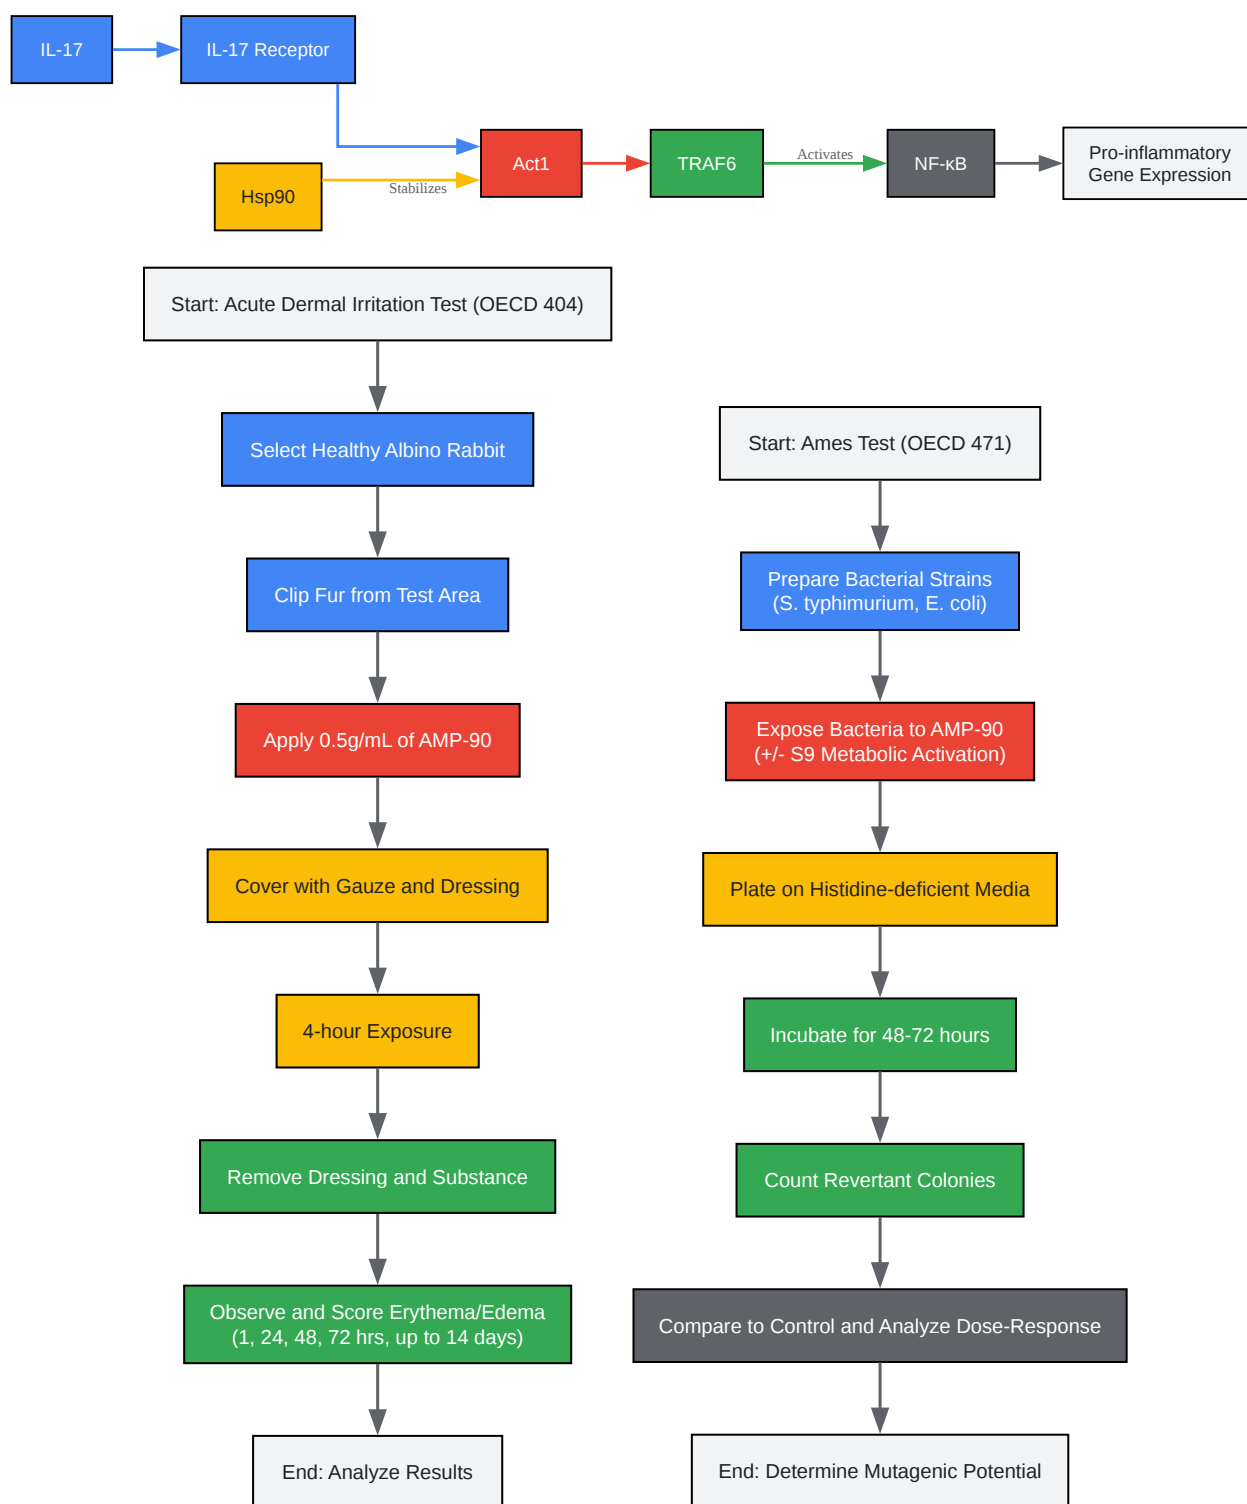 IL-17
IL-17 Receptor
Hsp90
Stabilizes
Act1
TRAF6
Activates
NF-κB
Pro-inflammatory
Gene Expression
Start: Acute Dermal Irritation Test (OECD 404)
Select Healthy Albino Rabbit
Clip Fur from Test Area
Apply 0.5g/mL of AMP-90
Cover with Gauze and Dressing
4-hour Exposure
Remove Dressing and Substance
Observe and Score Erythema/Edema
(1, 24, 48, 72 hrs, up to 14 days)
End: Analyze Results
Start: Ames Test (OECD 471)
Prepare Bacterial Strains
(S. typhimurium, E. coli)
Expose Bacteria to AMP-90
(+/- S9 Metabolic Activation)
Plate on Histidine-deficient Media
Incubate for 48-72 hours
Count Revertant Colonies
Compare to Control and Analyze Dose-Response
End: Determine Mutagenic Potential